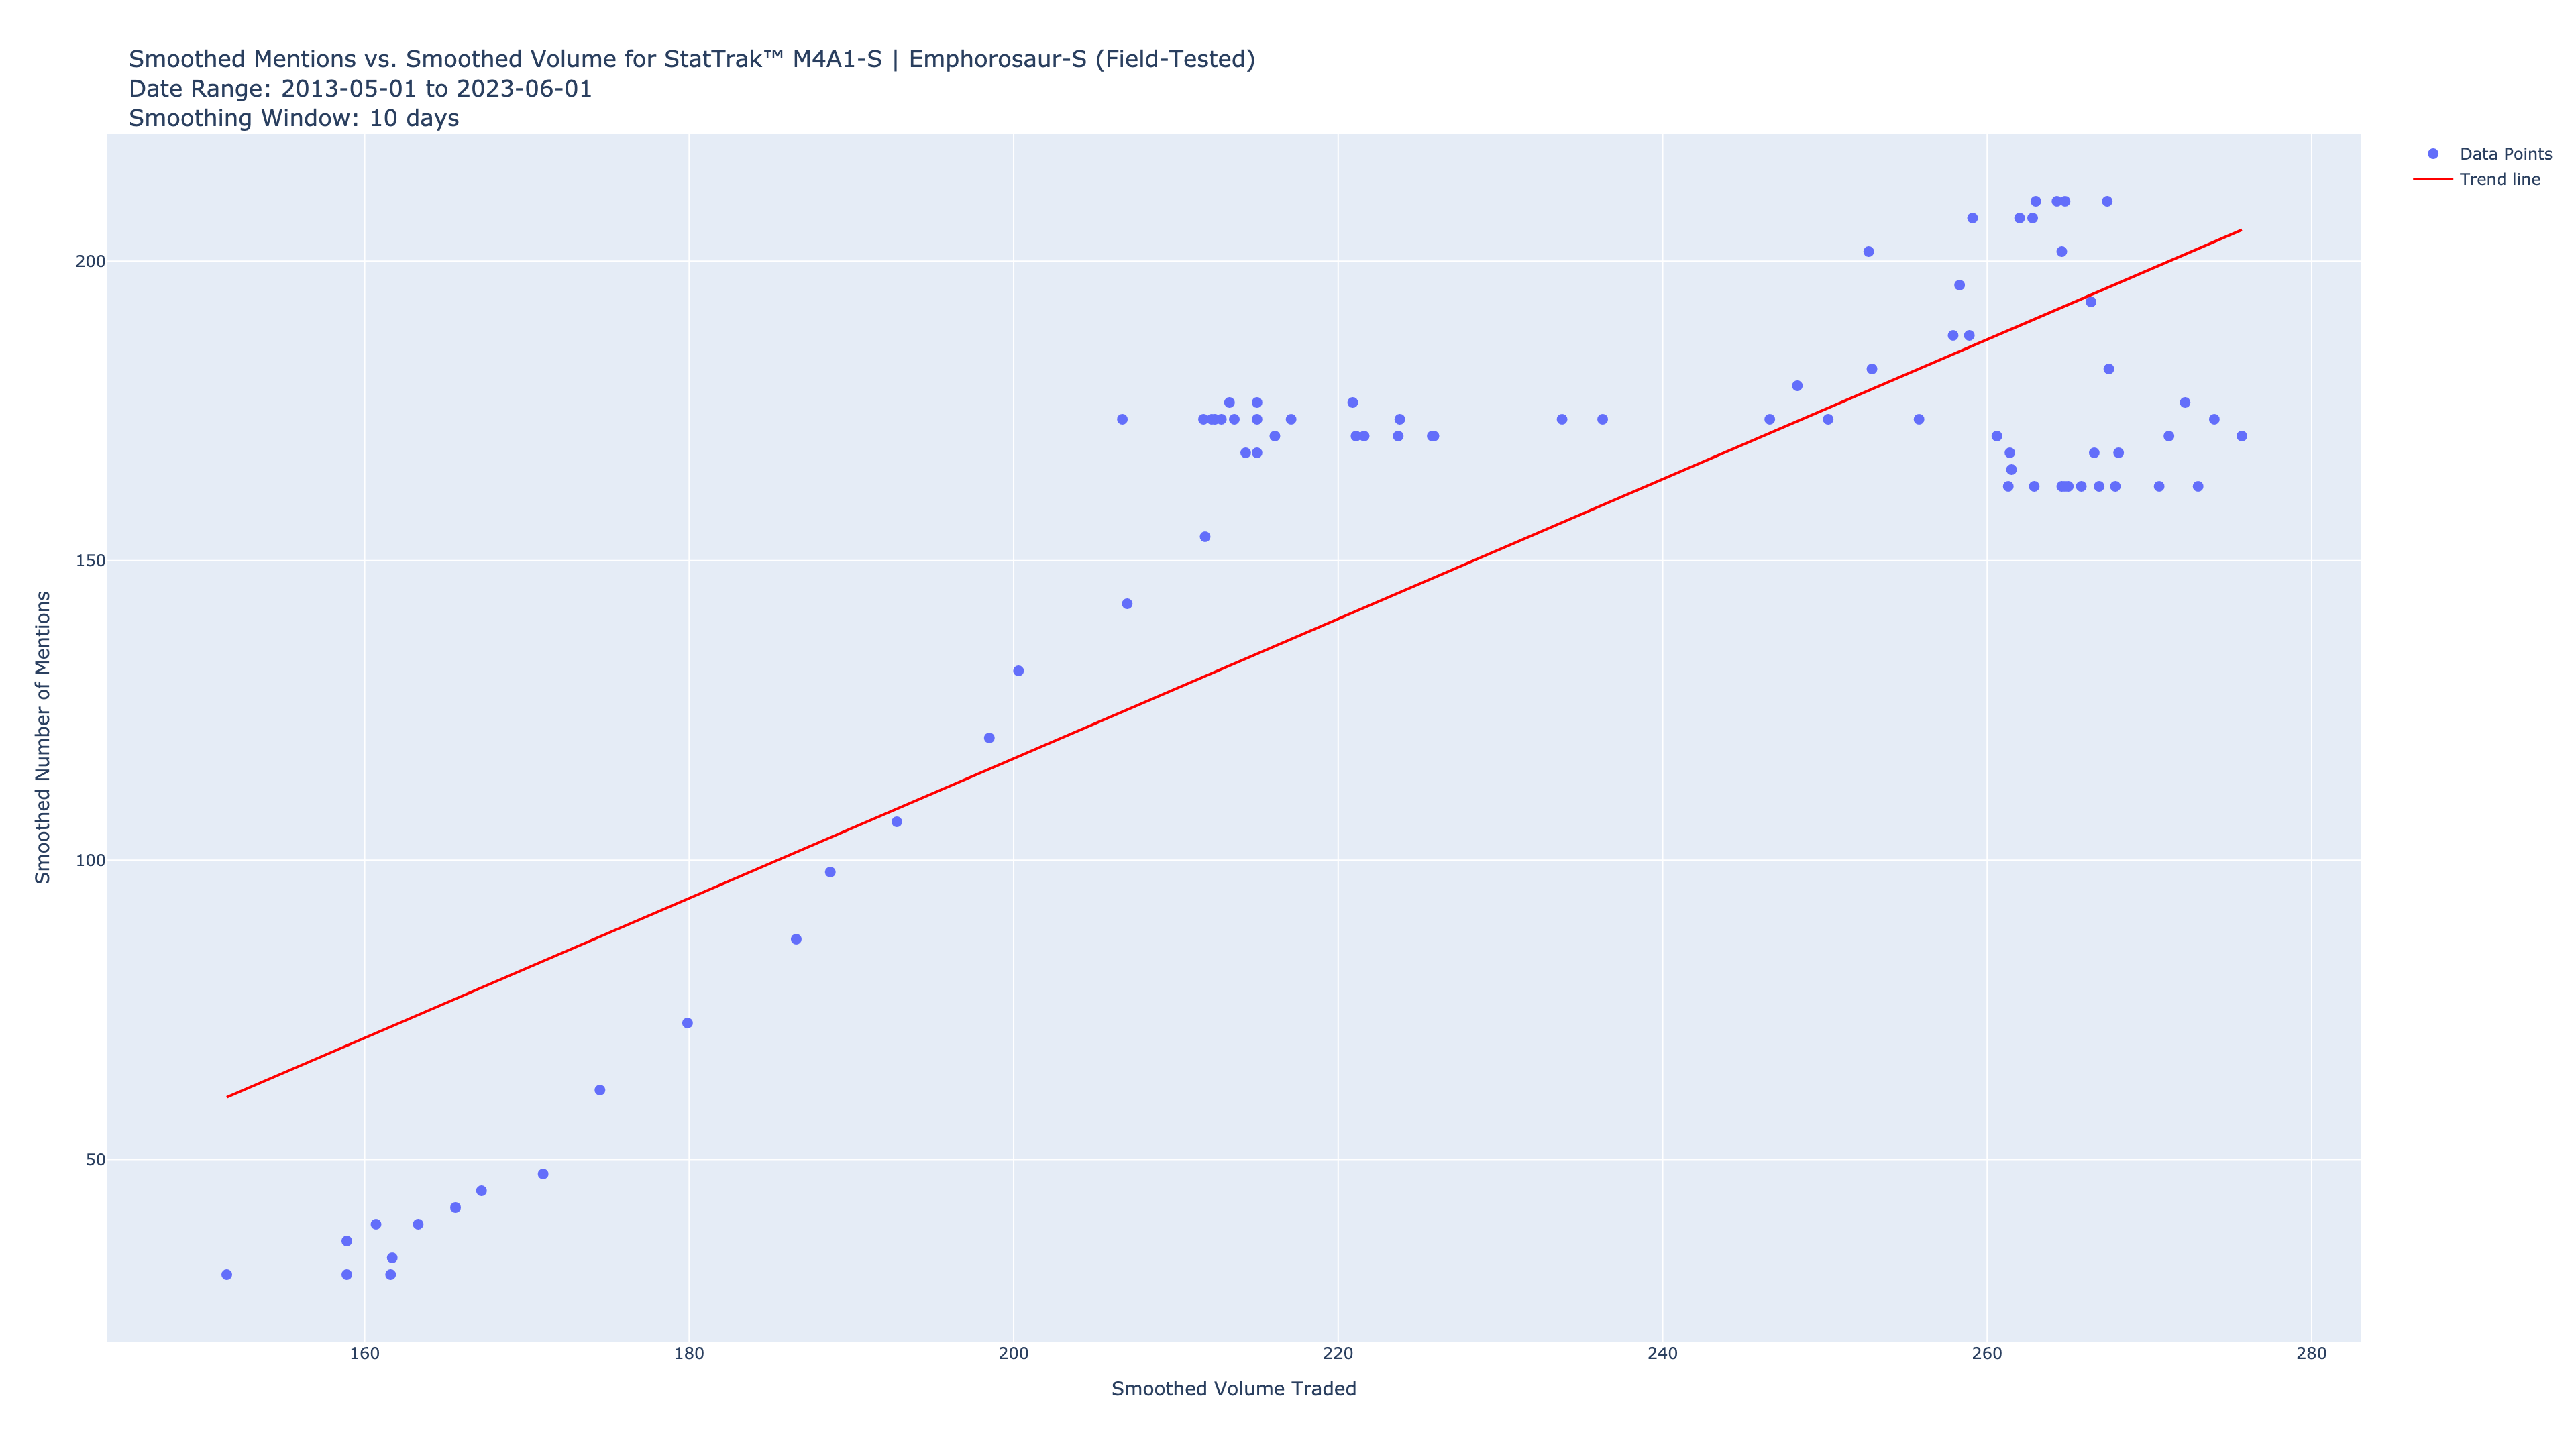 Smoothed Mentions vs. Smoothed Volume for StatTrak™ M4A1-S | Emphorosaur-S (Field-Tested)
Date Range: 2013-05-01 to 2023-06-01
Smoothing Window: 10 days
Data Points
Trend line
200
150
100
50
Smoothed Number of Mentions
160
180
200
220
240
260
280
Smoothed Volume Traded